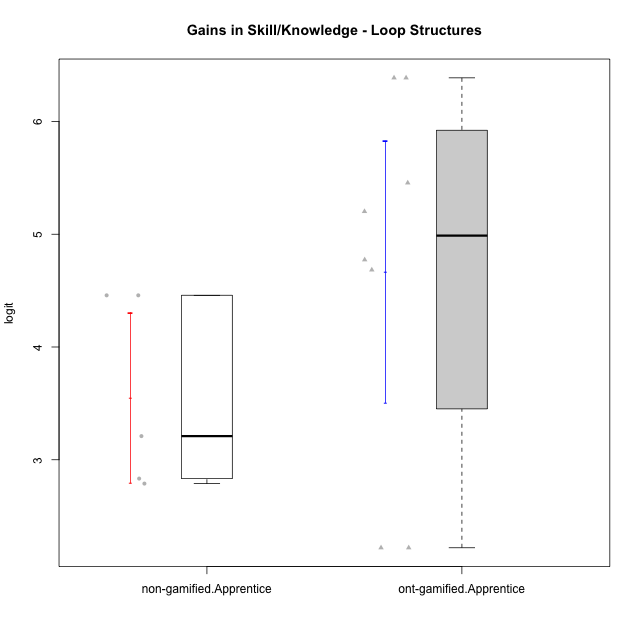 Gains in Skill/Knowledge - Loop Structures
6
5
4
3
logit
non-gamified.Apprentice
ont-gamified.Apprentice